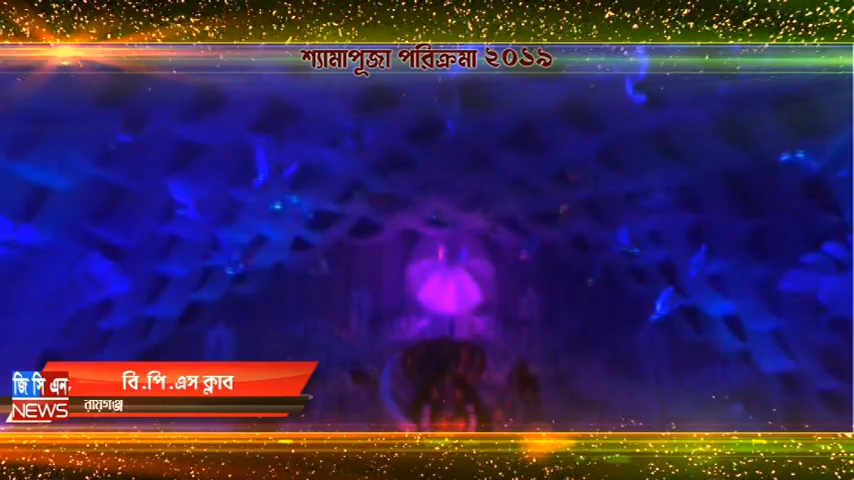 শ্যামাপূজা পরিক্রমা ২০১৯
বি.পি.এস ক্লাব
জি সি এন.
NEWS
রায়গঞ্জ